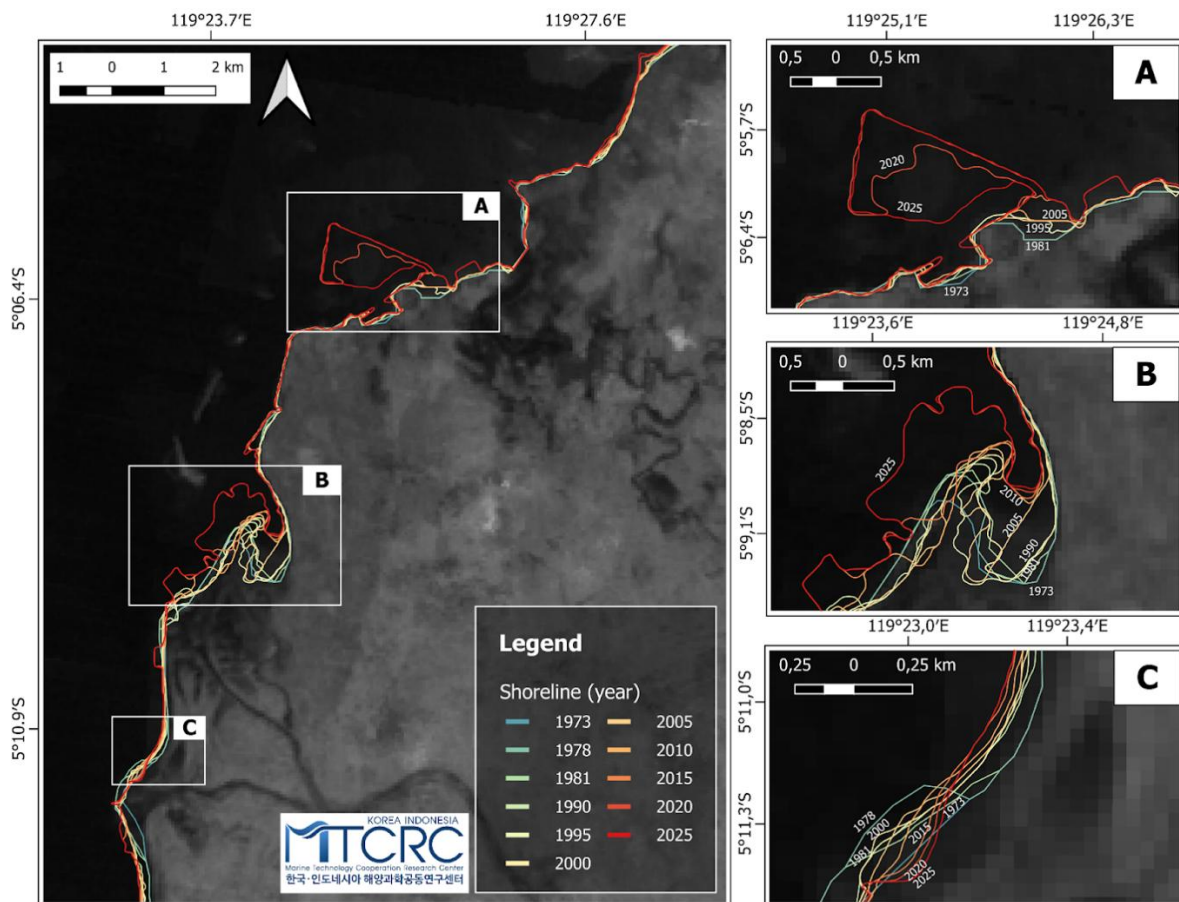 119°23.7′E
119°27.6′E
1 0 1 2 km
A
B
C
5°06.4′S
5°10.9′S
Legend
Shoreline (year)
1973
1978
1981
1990
1995
2000
2005
2010
2015
2020
2025
KOREA INDONESIA
MTCRC
Marine Technology Cooperation Research Center
한국·인도네시아 해양과학공동연구센터
119°25,1′E
119°26,3′E
0,5 0 0,5 km
A
5°5,7′S
5°6,4′S
2020
2025
2005
1995
1981
1973
119°23,6′E
119°24,8′E
0,5 0 0,5 km
B
5°8,5′S
5°9,1′S
2025
2010
2005
1990
1981
1973
119°23,0′E
119°23,4′E
0,25 0 0,25 km
C
5°11,0′S
5°11,3′S
1978
2000
1981
2015
1973
2020
2025